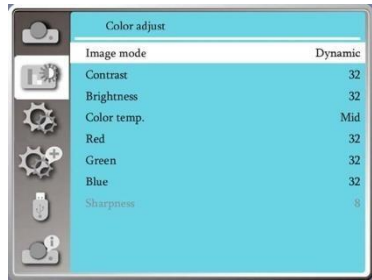 Color adjust
Image mode Dynamic
Contrast 32
Brightness 32
Color temp. Mid
Red 32
Green 32
Blue 32
Sharpness 8